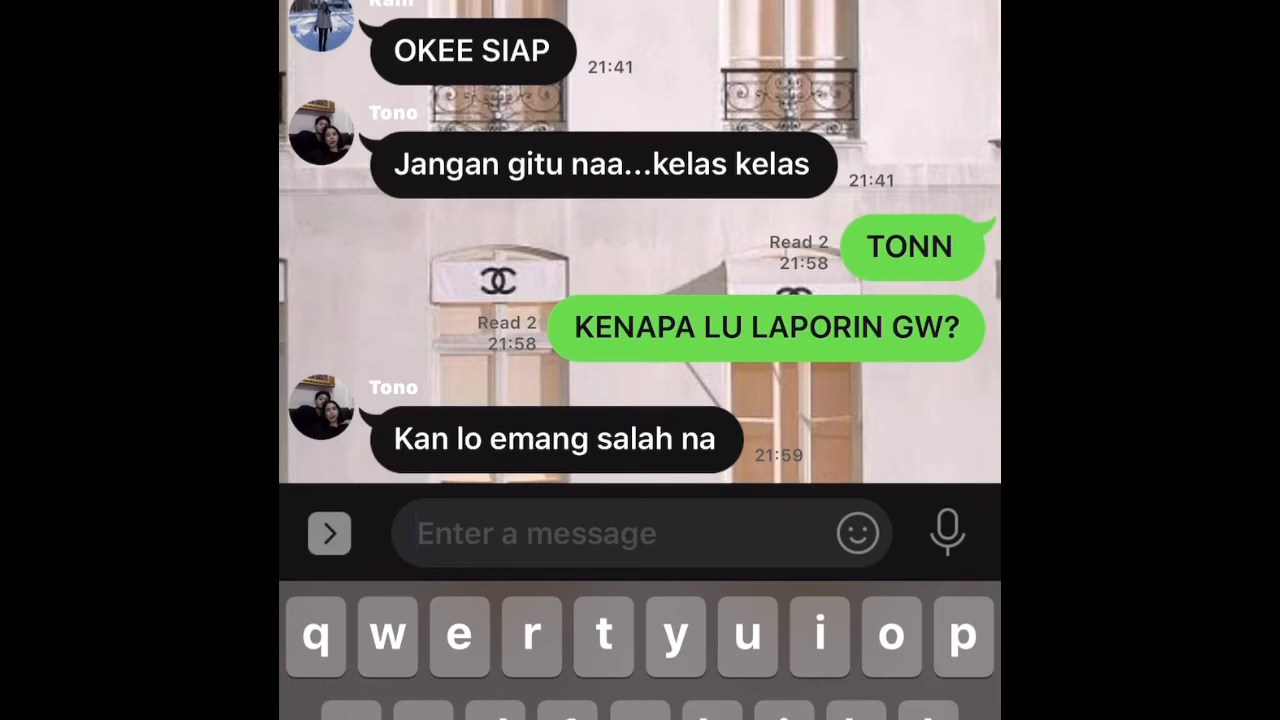 OKEE SIAP
21:41
Tono
Jangan gitu naa...kelas kelas
21:41
Read 2
21:58
TONN
Read 2
21:58
KENAPA LU LAPORIN GW?
Tono
Kan lo emang salah na
21:59
Enter a message
q w e r t y u i o p